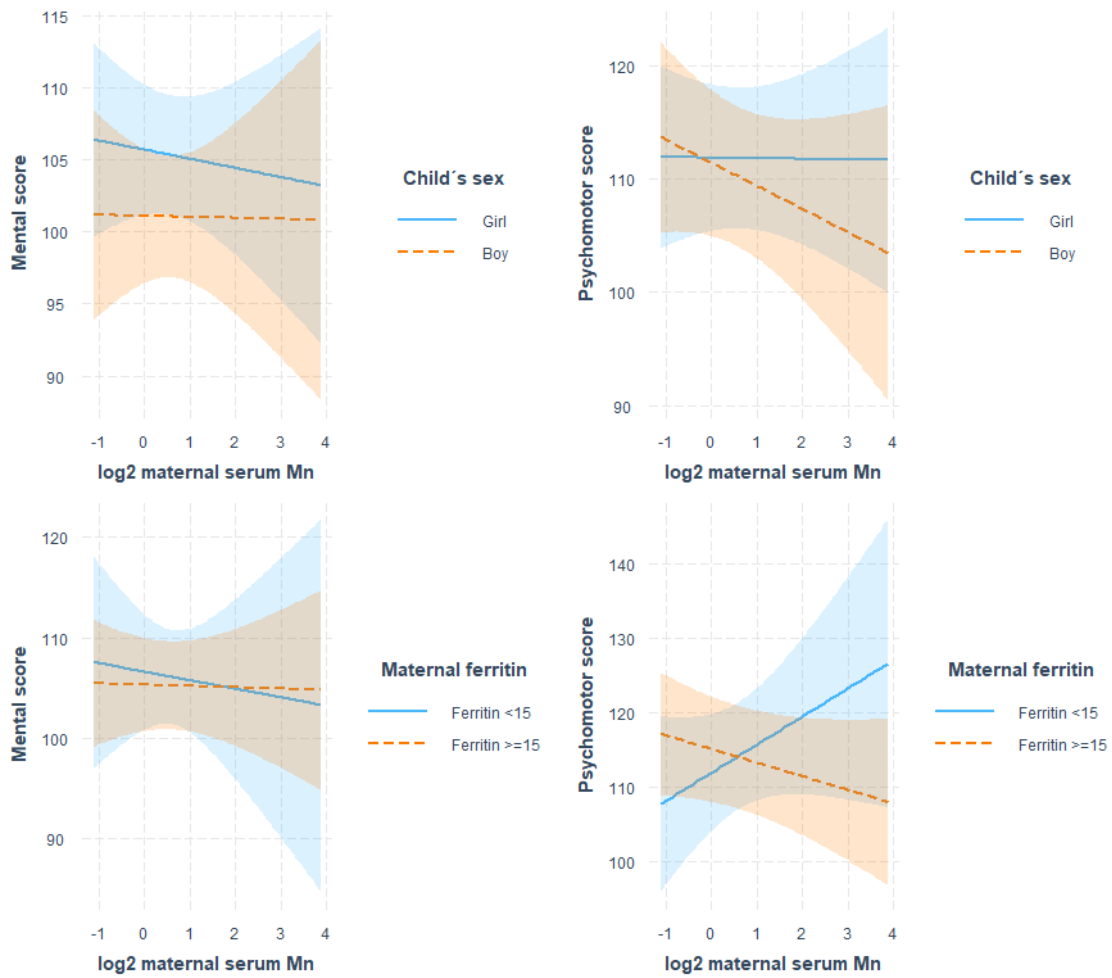 115
110
105
100
95
90
Mental score
-1 0 1 2 3 4
log2 maternal serum Mn
Child´s sex
Girl
Boy
120
110
100
90
Psychomotor score
-1 0 1 2 3 4
log2 maternal serum Mn
Child´s sex
Girl
Boy
120
110
100
90
Mental score
-1 0 1 2 3 4
log2 maternal serum Mn
Maternal ferritin
Ferritin <15
Ferritin >=15
140
130
120
110
100
Psychomotor score
-1 0 1 2 3 4
log2 maternal serum Mn
Maternal ferritin
Ferritin <15
Ferritin >=15